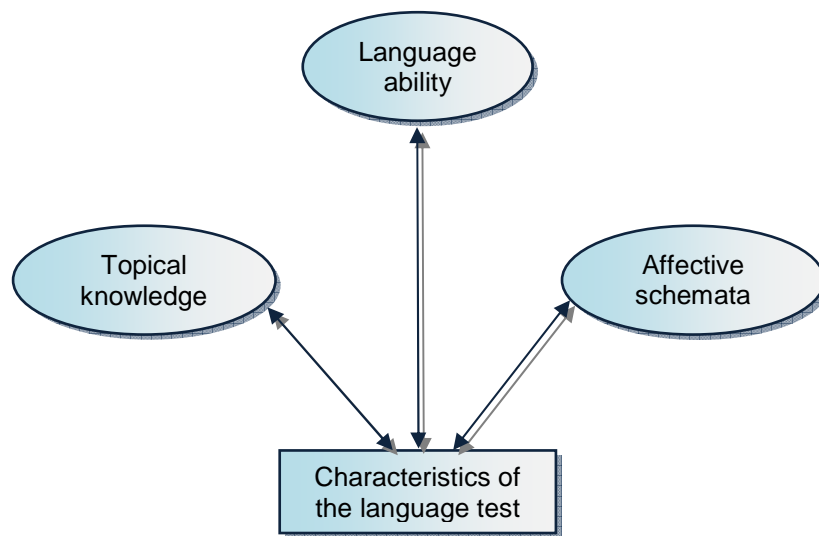 Language
ability
Topical
knowledge
Affective
schemata
Characteristics of
the language test